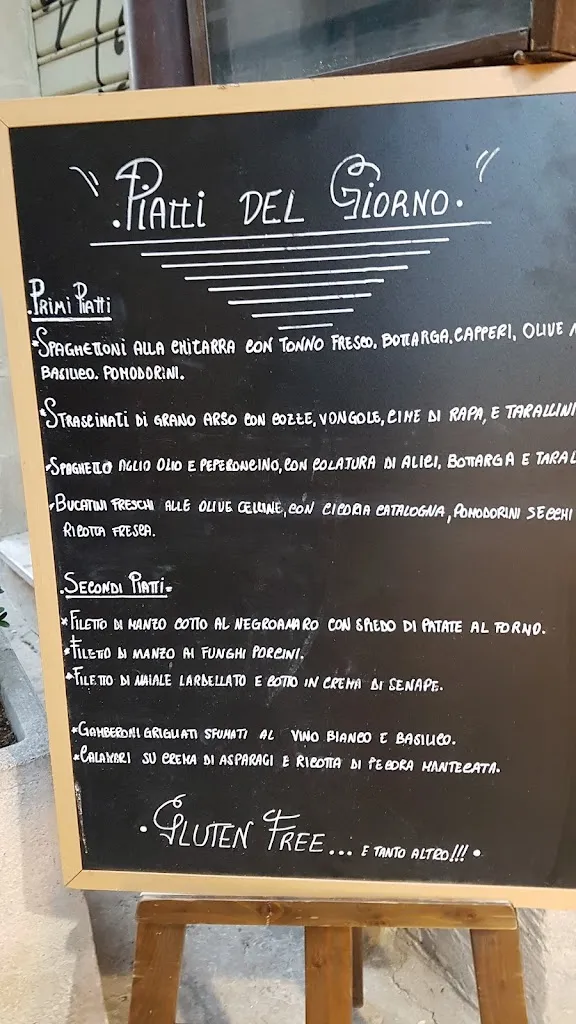 " Piatti del Giorno "
.Primi Piatti
*Spaghettoni alla chitarra con tonno fresco, bottarga, capperi, olive
basilico. pomodorini.
*Strascinati di grano arso con cozze, vongole, cime di rapa, e tarallini
*Spaghetto aglio olio e peperoncino, con colatura di alici, bottarga e taral
*Bucatini freschi alle olive celline, con cicoria catalogna, pomodorini secchi
ricotta fresca.
.Secondi Piatti.
*Filetto di manzo cotto al negroamaro con spiedo di patate al forno.
*Filetto di manzo ai funghi porcini.
*Filetto di maiale lardellato e cotto in crema di senape.
*Gamberoni grigliati sfumati al vino bianco e basilico.
*Calamari su crema di asparagi e ricotta di pecora mantecata.
.Gluten Free... e tanto altro!!!.